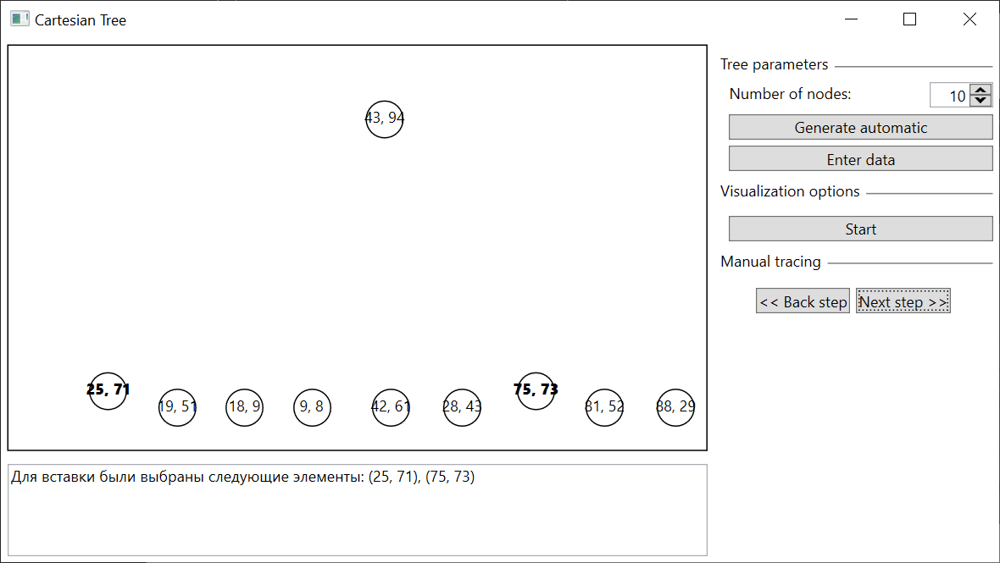 Cartesian Tree
43, 94
25, 71
19, 51
18, 9
9, 8
42, 61
28, 43
75, 73
81, 52
88, 29
Для вставки были выбраны следующие элементы: (25, 71), (75, 73)
Tree parameters
Number of nodes: 10
Generate automatic
Enter data
Visualization options
Start
Manual tracing
<< Back step Next step >>